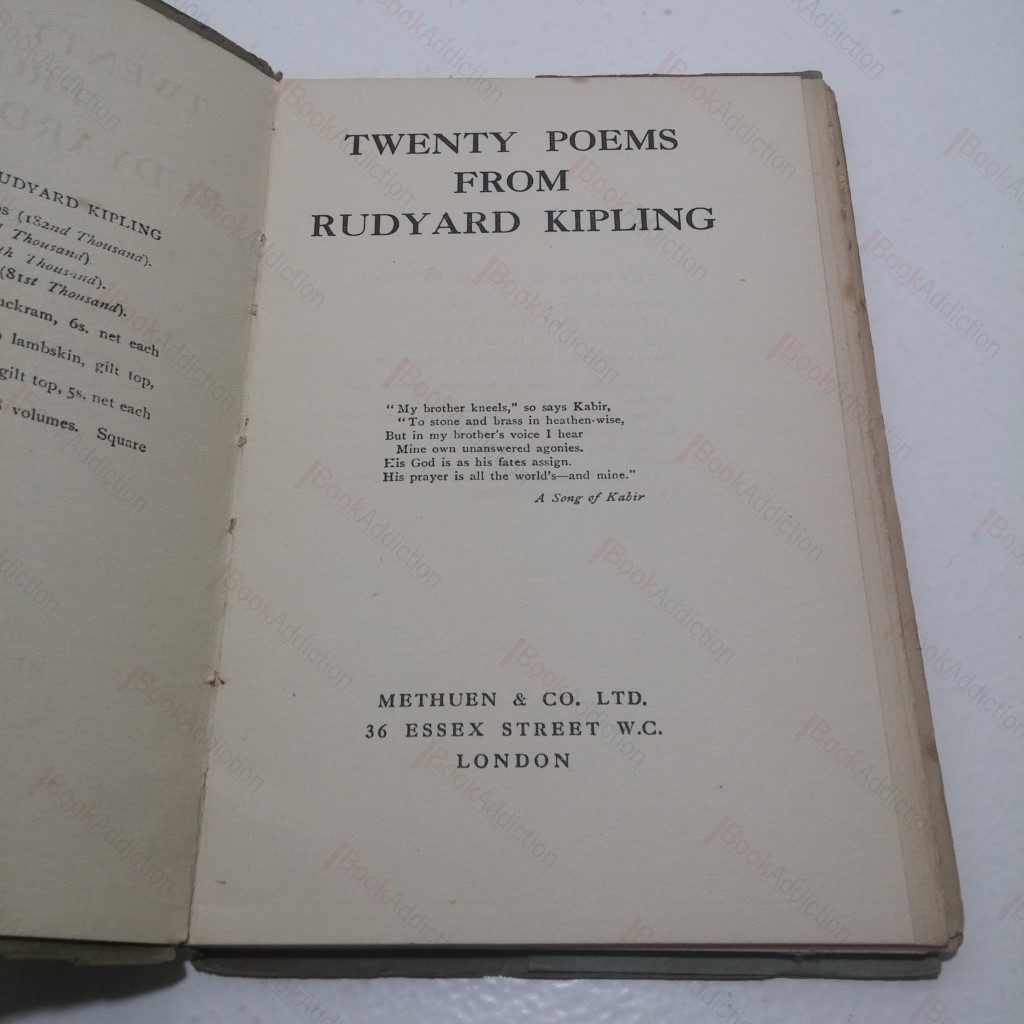 UDYARD KIPLING
s (182nd Thousand).
Thousand).
th Thousand).
(81st Thousand).
ckram, 6s. net each
lambskin, gilt top,
gilt top, 5s. net each
volumes. Square
TWENTY POEMS
FROM
RUDYARD KIPLING
"My brother kneels," so says Kabir,
"To stone and brass in heathen-wise,
But in my brother's voice I hear
Mine own unanswered agonies.
His God is as his fates assign.
His prayer is all the world's—and mine."
A Song of Kabir
METHUEN & CO. LTD.
36 ESSEX STREET W.C.
LONDON
BookAddiction